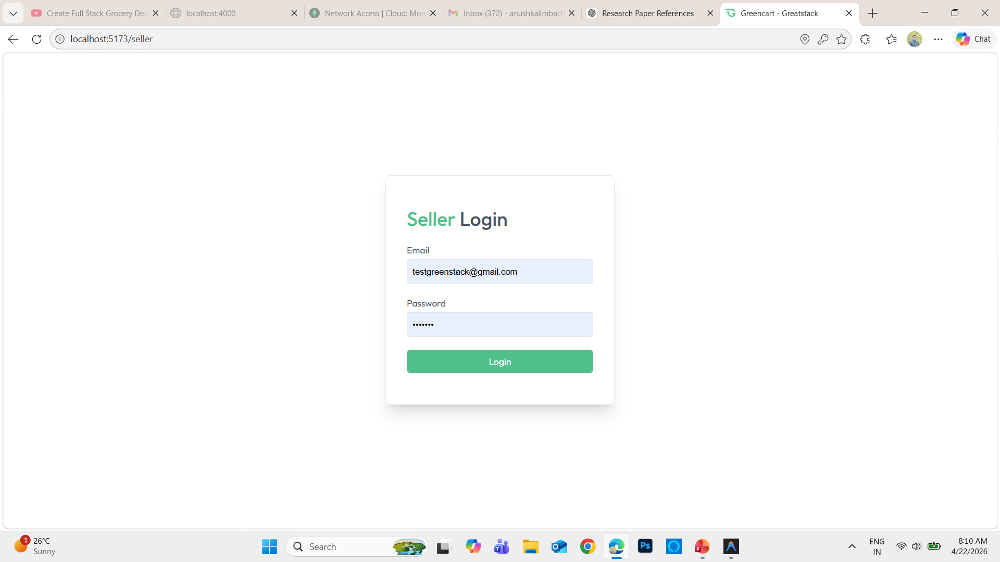 Create Full Stack Grocery Deli
localhost:4000
Network Access | Cloud: Mon
Inbox (372) - anushkalimbach
Research Paper References
Greencart - Greatstack
localhost:5173/seller
Chat
Seller Login
Email
testgreenstack@gmail.com
Password
•••••••
Login
1
26°C
Sunny
Search
Ps
ENG
IN
8:10 AM
4/22/2026